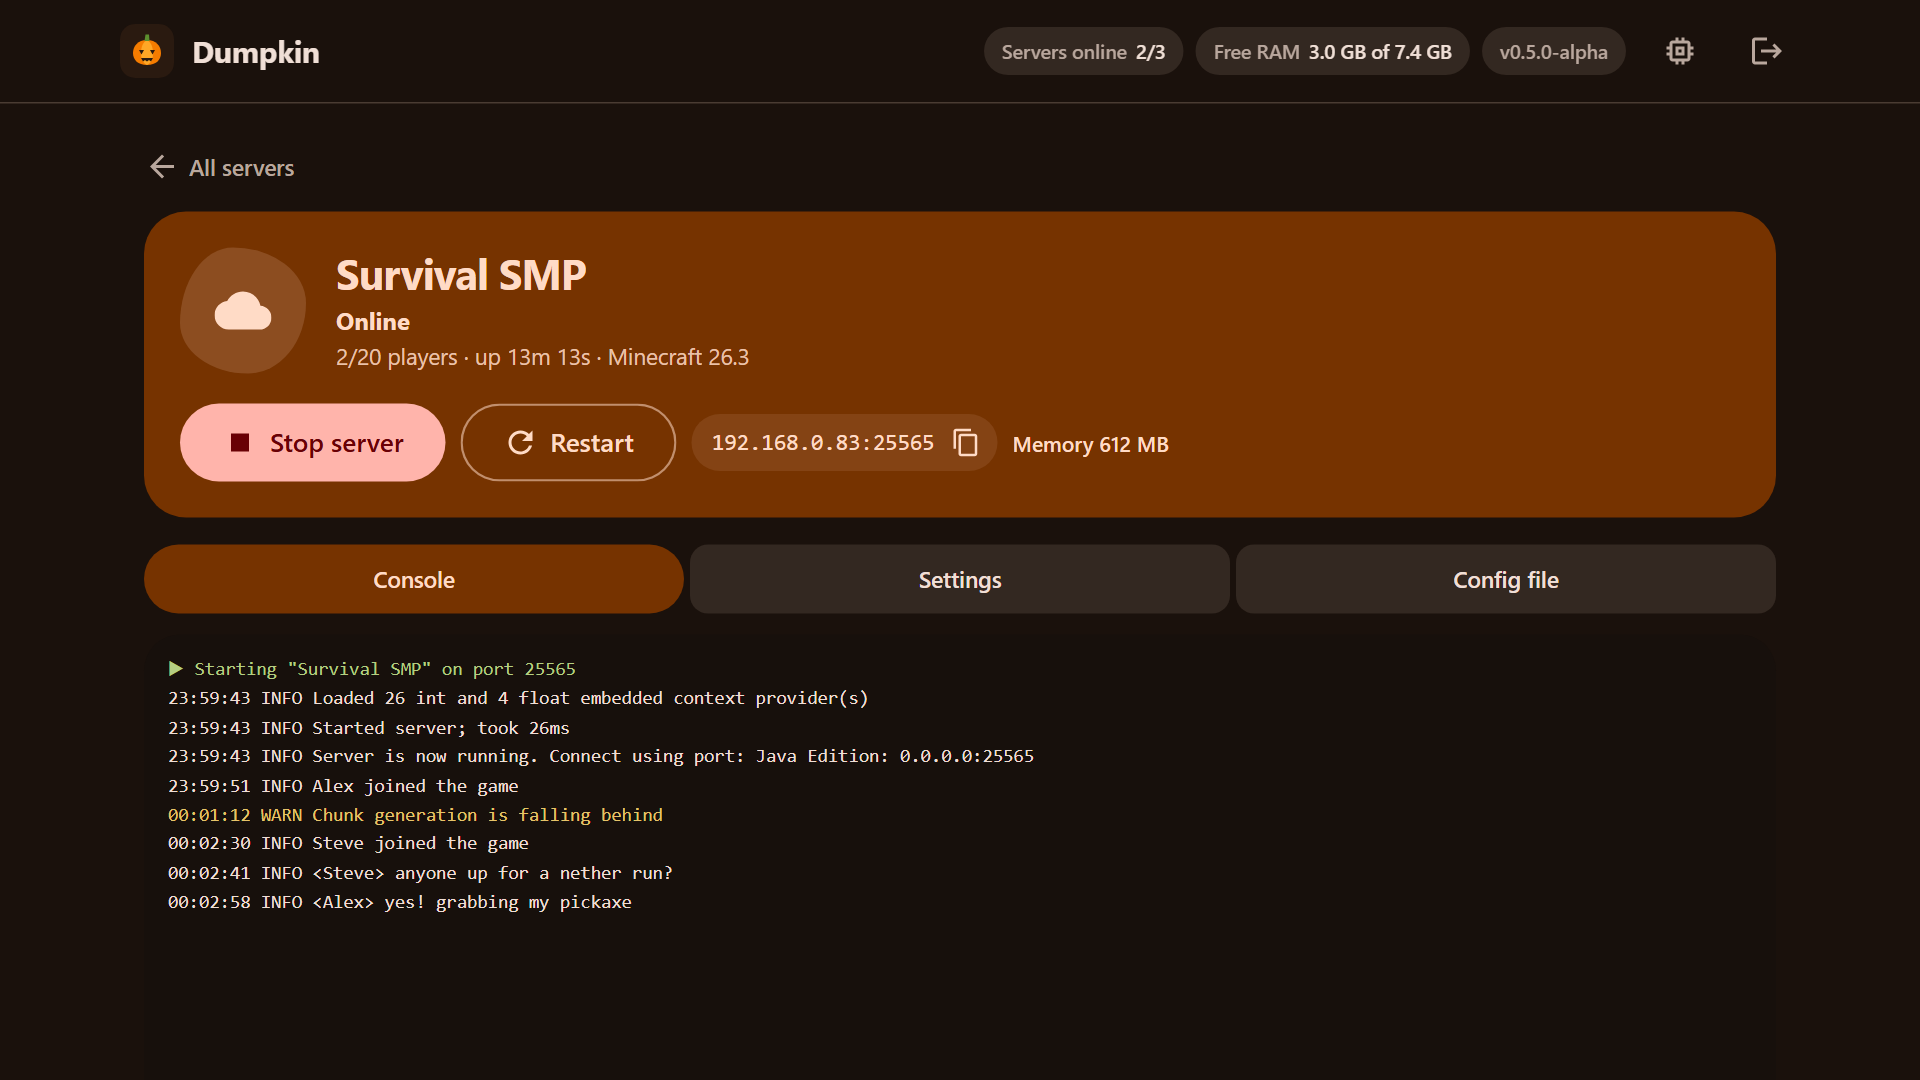 Dumpkin
Servers online 2/3
Free RAM 3.0 GB of 7.4 GB
v0.5.0-alpha
All servers
Survival SMP
Online
2/20 players · up 13m 13s · Minecraft 26.3
Stop server
Restart
192.168.0.83:25565
Memory 612 MB
Console
Settings
Config file
▶ Starting "Survival SMP" on port 25565
23:59:43 INFO Loaded 26 int and 4 float embedded context provider(s)
23:59:43 INFO Started server; took 26ms
23:59:43 INFO Server is now running. Connect using port: Java Edition: 0.0.0.0:25565
23:59:51 INFO Alex joined the game
00:01:12 WARN Chunk generation is falling behind
00:02:30 INFO Steve joined the game
00:02:41 INFO <Steve> anyone up for a nether run?
00:02:58 INFO <Alex> yes! grabbing my pickaxe